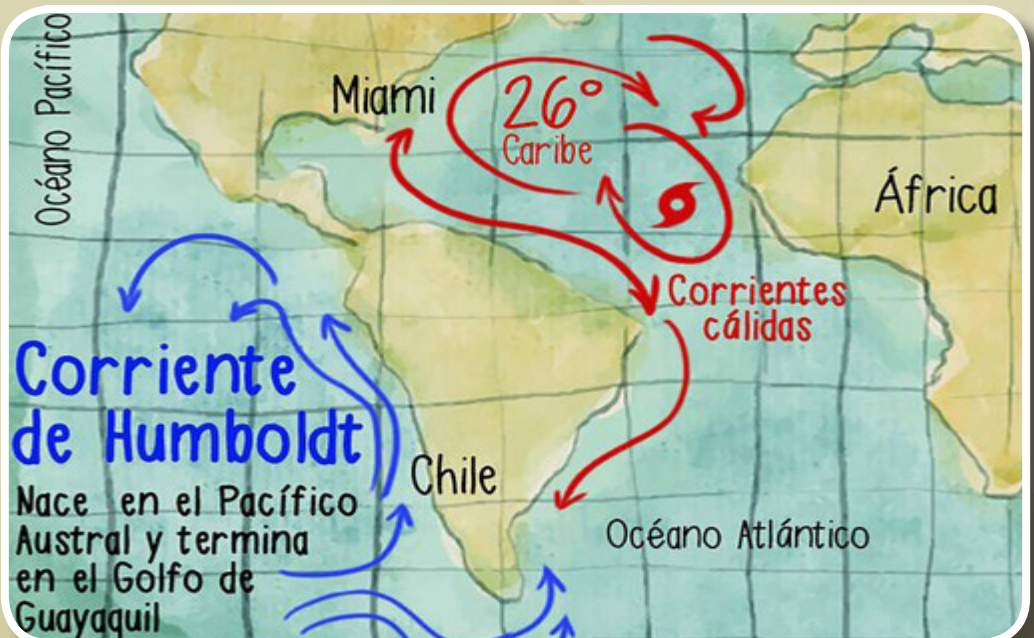 Océano Pacífico
Miami
26°
Caribe
África
Corrientes
cálidas
Corriente
de Humboldt
Nace en el Pacífico
Austral y termina
en el Golfo de
Guayaquil
Chile
Océano Atlántico